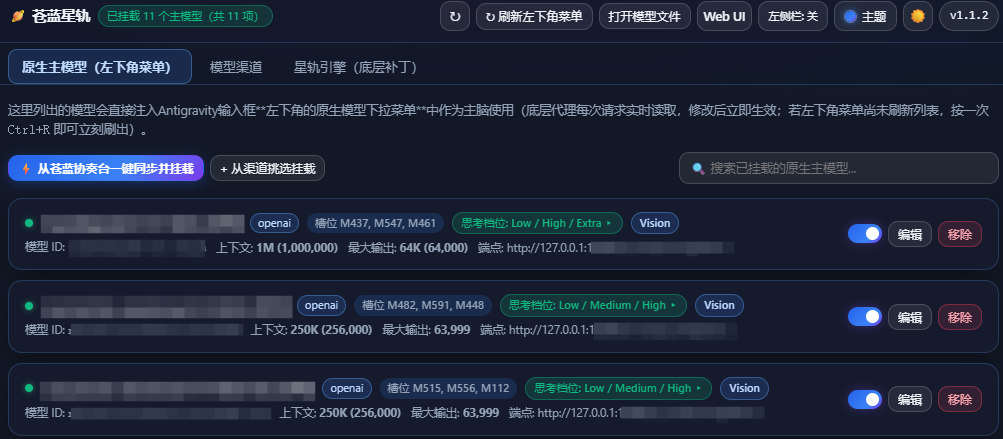 苍蓝星轨 已挂载 11 个主模型（共 11 项） ↻ ↻ 刷新左下角菜单 打开模型文件 Web UI 左侧栏: 关 主题 v1.1.2
原生主模型（左下角菜单） 模型渠道 星轨引擎（底层补丁）
这里列出的模型会直接注入Antigravity输入框**左下角的原生模型下拉菜单**中作为主脑使用（底层代理每次请求实时读取，修改后立即生效；若左下角菜单尚未刷新列表，按一次
Ctrl+R 即可立刻刷出）。
从苍蓝协奏台一键同步并挂载 + 从渠道挑选挂载 搜索已挂载的原生主模型...
openai 槽位 M437, M547, M461 思考档位: Low / High / Extra ▸ Vision
模型 ID: 上下文: 1M (1,000,000) 最大输出: 64K (64,000) 端点: http://127.0.0.1:1 编辑 移除
openai 槽位 M482, M591, M448 思考档位: Low / Medium / High ▸ Vision
模型 ID: 上下文: 250K (256,000) 最大输出: 63,999 端点: http://127.0.0.1:1 编辑 移除
openai 槽位 M515, M556, M112 思考档位: Low / Medium / High ▸ Vision
模型 ID: 上下文: 250K (256,000) 最大输出: 63,999 端点: http://127.0.0.1:1 编辑 移除